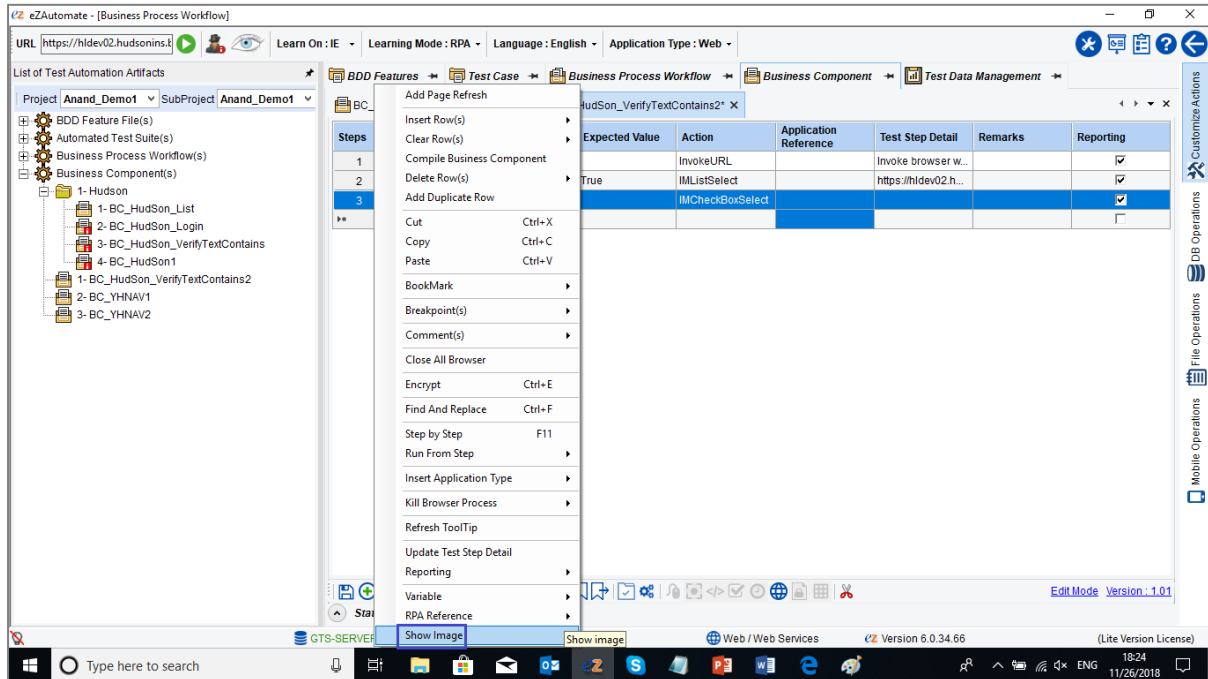 eZ eZAutomate - [Business Process Workflow]
URL https://hldev02.hudsonins.t Learn On : IE Learning Mode : RPA Language : English Application Type : Web
List of Test Automation Artifacts
BDD Features Test Case Business Process Workflow Business Component Test Data Management
Project Anand_Demo1 SubProject Anand_Demo1
BC_ HudSon_VerifyTextContains2* X
BDD Feature File(s)
Automated Test Suite(s)
Business Process Workflow(s)
Business Component(s)
1- Hudson
1- BC_HudSon_List
2- BC_HudSon_Login
3- BC_HudSon_VerifyTextContains
4- BC_HudSon1
1- BC_HudSon_VerifyTextContains2
2- BC_YHNAV1
3- BC_YHNAV2
Steps Expected Value Action Application Reference Test Step Detail Remarks Reporting
1 InvokeURL Invoke browser w...
2 True IMListSelect https://hldev02.h...
3 IMCheckBoxSelect
Add Page Refresh
Insert Row(s)
Clear Row(s)
Compile Business Component
Delete Row(s)
Add Duplicate Row
Cut Ctrl+X
Copy Ctrl+C
Paste Ctrl+V
BookMark
Breakpoint(s)
Comment(s)
Close All Browser
Encrypt Ctrl+E
Find And Replace Ctrl+F
Step by Step F11
Run From Step
Insert Application Type
Kill Browser Process
Refresh ToolTip
Update Test Step Detail
Reporting
Variable
RPA Reference
Show Image
Show image
Customize Actions
DB Operations
File Operations
Mobile Operations
Edit Mode Version : 1.01
GTS-SERVER Web / Web Services eZ Version 6.0.34.66 (Lite Version License)
Type here to search ENG 18:24
11/26/2018